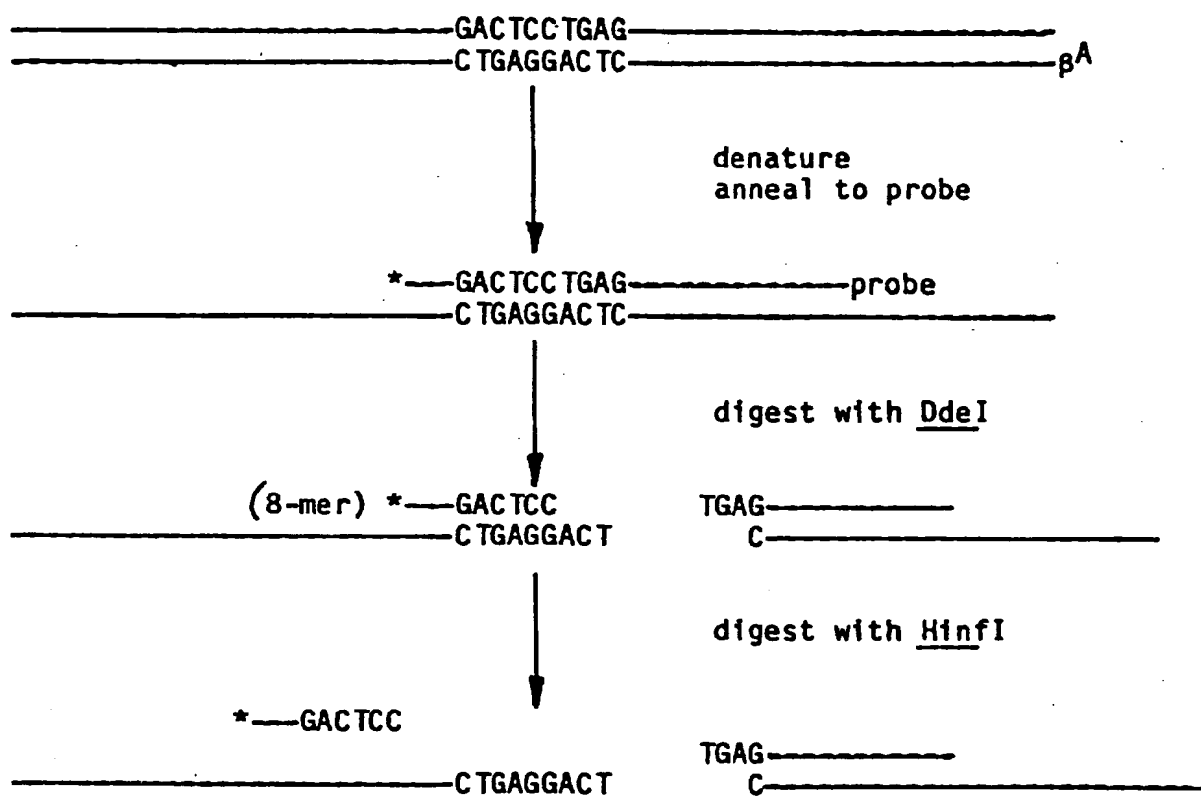 GACTCCTGAG
CTGAGGACTC βA
denature
anneal to probe
*—GACTCCTGAG probe
CTGAGGACTC
digest with DdeI
(8-mer) *—GACTCC TGAG
CTGAGGACT C
digest with HinfI
*—GACTCC
TGAG
CTGAGGACT C